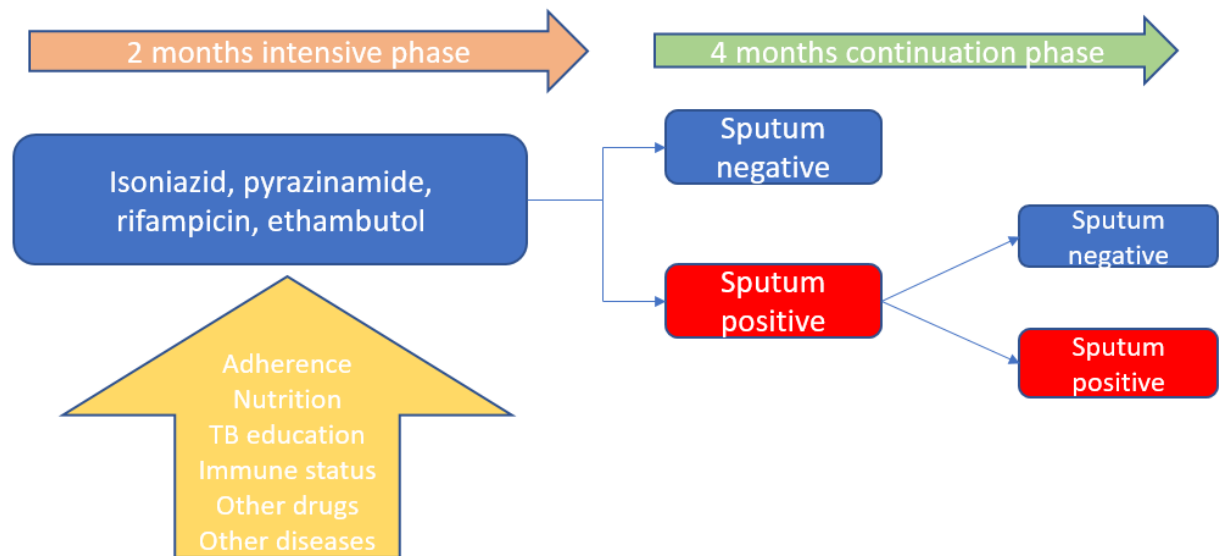 2 months intensive phase
4 months continuation phase
Isoniazid, pyrazinamide,
rifampicin, ethambutol
Sputum
negative
Sputum
positive
Sputum
negative
Sputum
positive
Adherence
Nutrition
TB education
Immune status
Other drugs
Other diseases